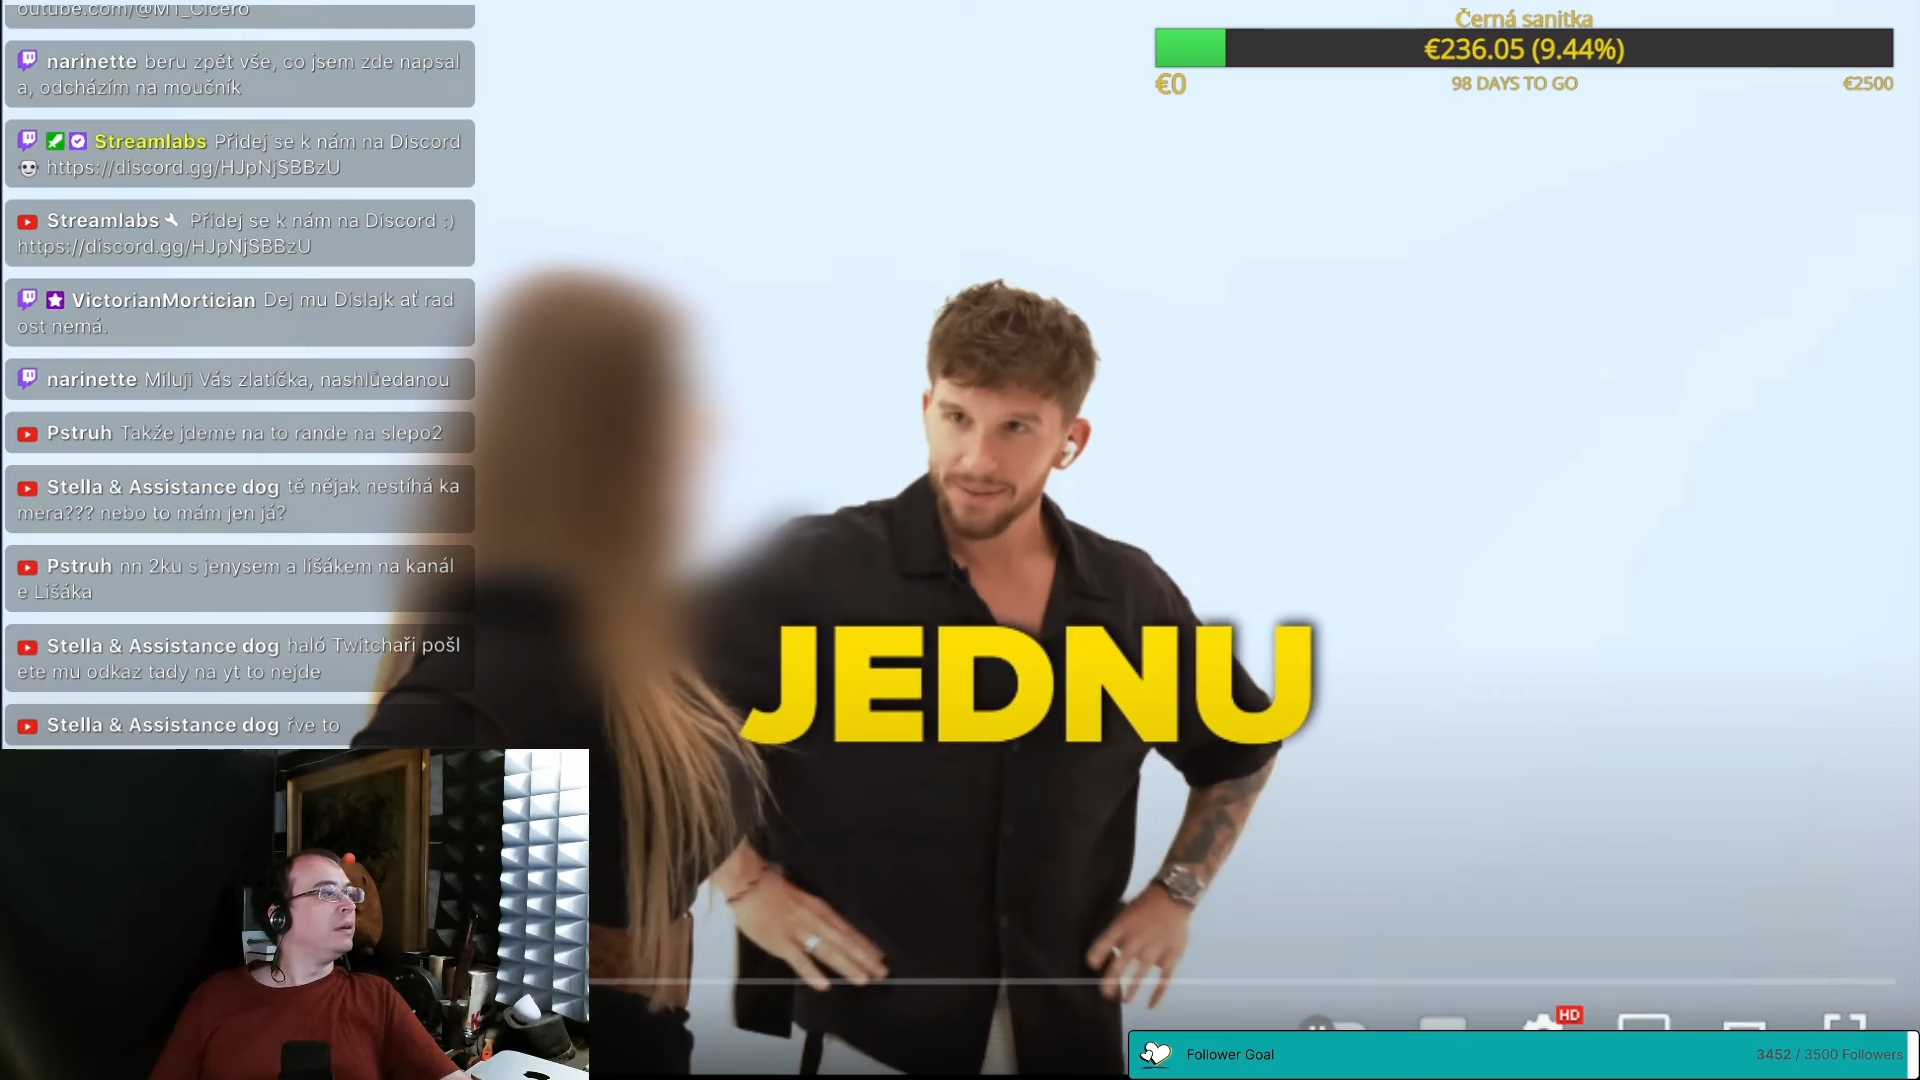 outube.com/@MT_Cicero
narinette beru zpět vše, co jsem zde napsal
a, odcházím na moučník
Streamlabs Přidej se k nám na Discord
https://discord.gg/HJpNjSBBzU
Streamlabs Přidej se k nám na Discord :)
https://discord.gg/HJpNjSBBzU
VictorianMortician Dej mu Dislajk ať rad
ost nemá.
narinette Miluji Vás zlatíčka, nashlůedanou
Pstruh Takže jdeme na to rande na slepo2
Stella & Assistance dog tě nějak nestíhá ka
mera??? nebo to mám jen já?
Pstruh nn 2ku s jenysem a lišákem na kanál
e Lišáka
Stella & Assistance dog haló Twitchaři pošl
ete mu odkaz tady na yt to nejde
Stella & Assistance dog řve to
Černá sanitka
€236.05 (9.44%)
€0 98 DAYS TO GO €2500
JEDNU
HD
Follower Goal 3452 / 3500 Followers